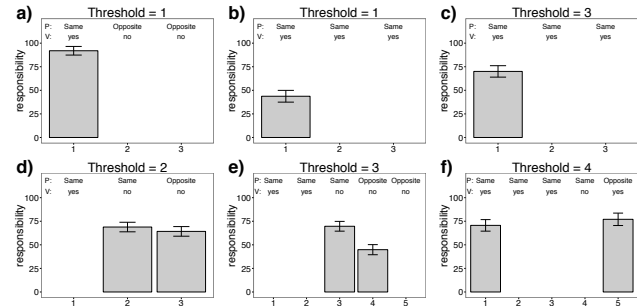 a) Threshold = 1
P: Same Opposite Opposite
V: yes no no
responsibility
100
75
50
25
0
1 2 3
b) Threshold = 1
P: Same Same Same
V: yes yes yes
responsibility
100
75
50
25
0
1 2 3
c) Threshold = 3
P: Same Same Same
V: yes yes yes
responsibility
100
75
50
25
0
1 2 3
d) Threshold = 2
P: Same Same Opposite
V: yes no no
responsibility
100
75
50
25
0
1 2 3
e) Threshold = 3
P: Same Same Same Opposite Opposite
V: yes yes no no no
responsibility
100
75
50
25
0
1 2 3 4 5
f) Threshold = 4
P: Same Same Same Same Opposite
V: yes yes yes no yes
responsibility
100
75
50
25
0
1 2 3 4 5